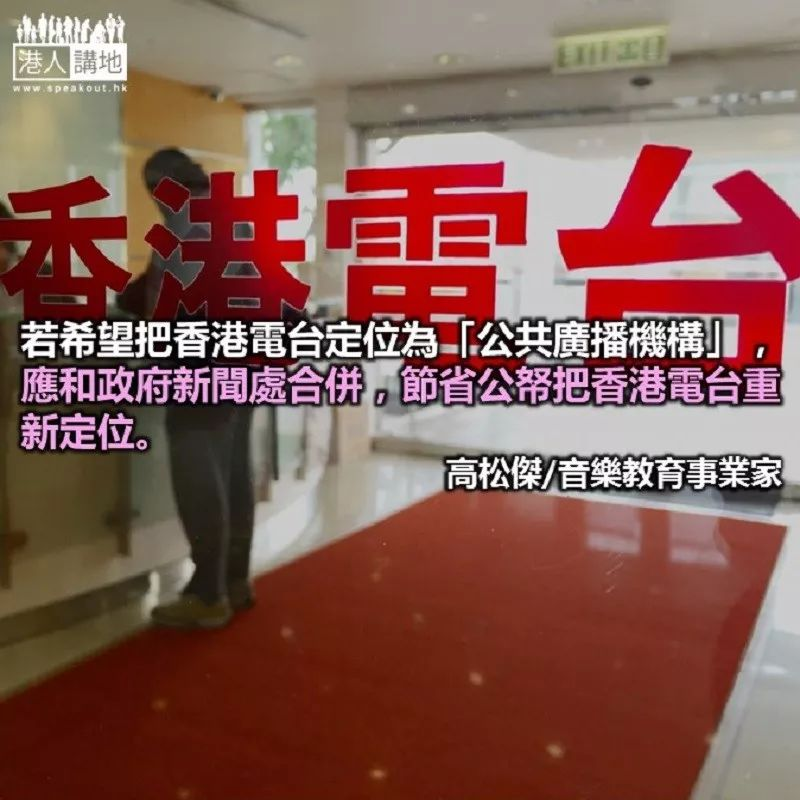 港人講地
www.speakout.hk
香港電台
若希望把香港電台定位為「公共廣播機構」，
應和政府新聞處合併，節省公帑把香港電台重
新定位。
高松傑/音樂教育事業家